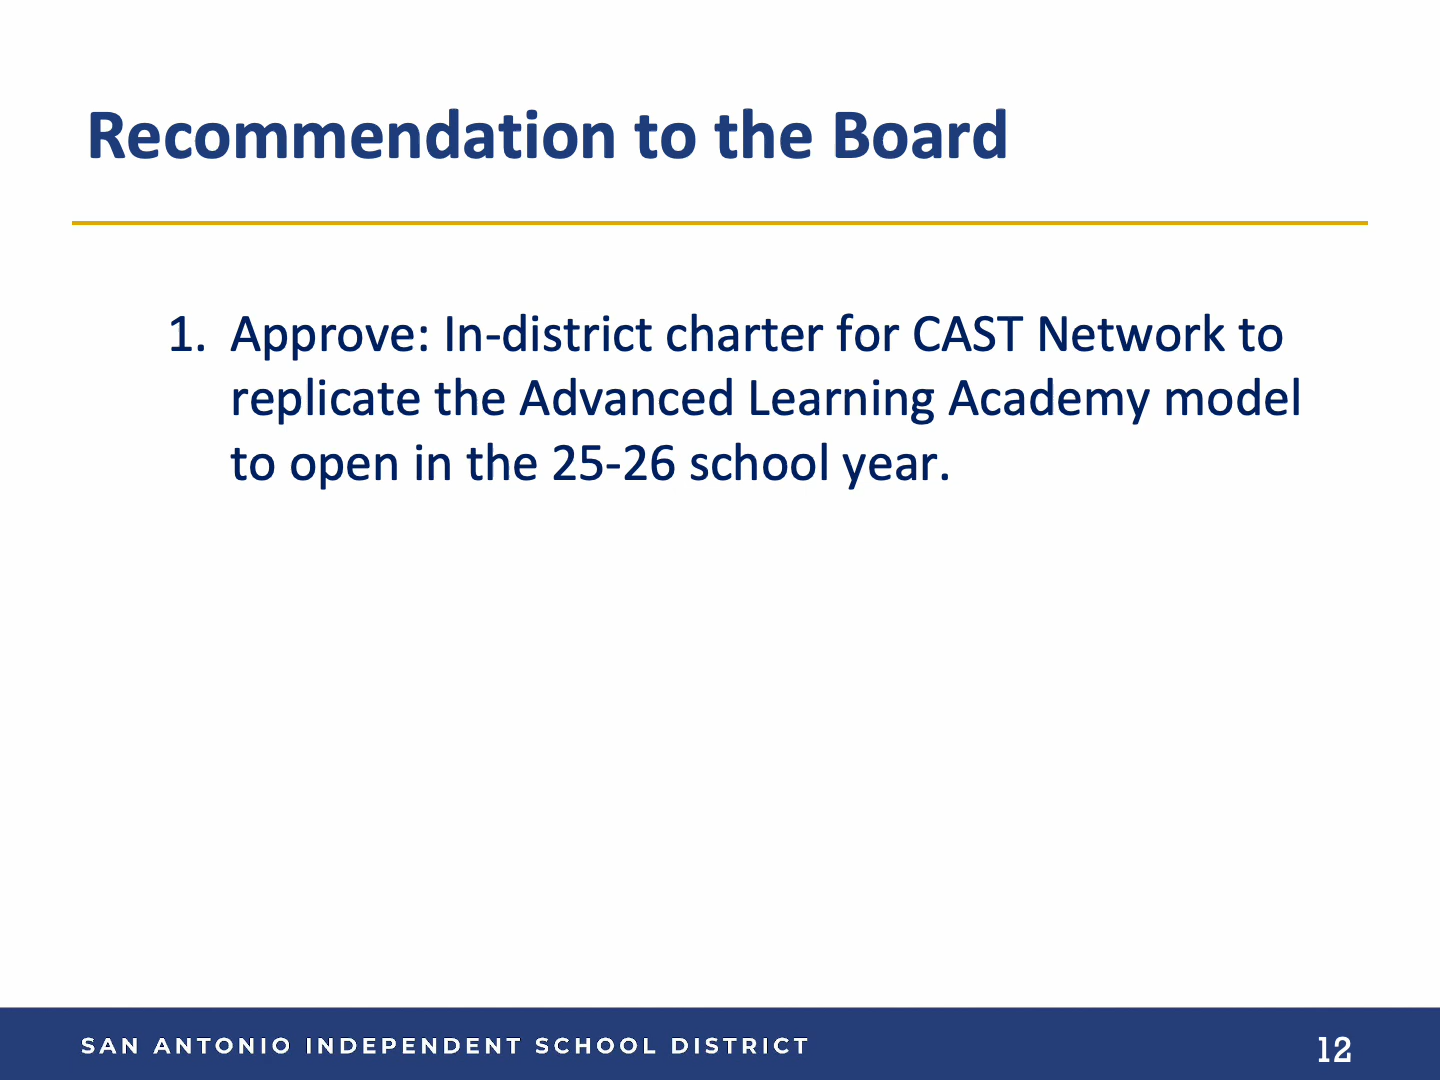 Recommendation to the Board
1. Approve: In-district charter for CAST Network to
replicate the Advanced Learning Academy model
to open in the 25-26 school year.
SAN ANTONIO INDEPENDENT SCHOOL DISTRICT
12